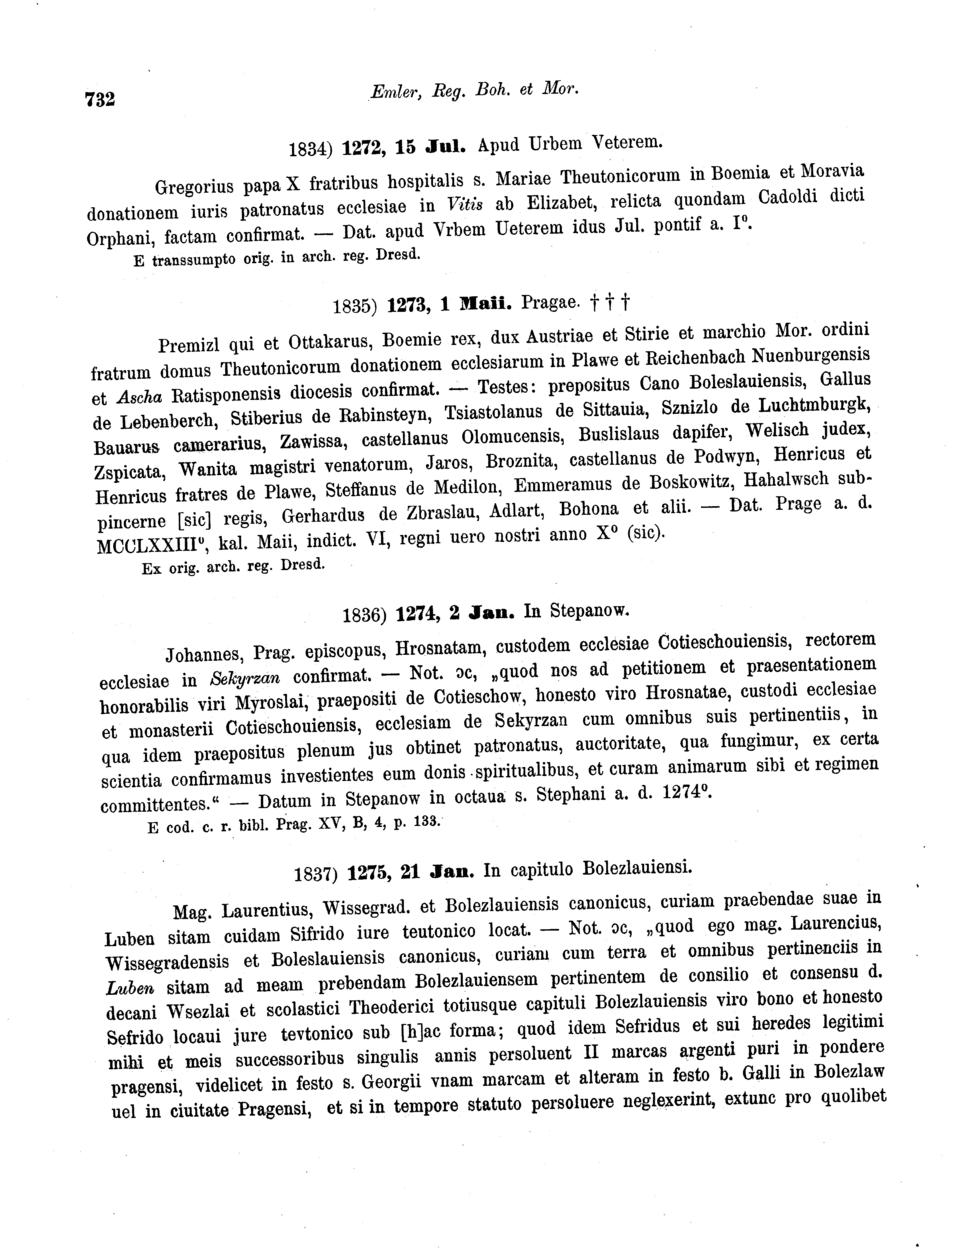 732
Emler, Reg. Boh. et Mor.
1834) 1272, 15 Jul. Apud Urbem Veterem.
Gregorius papa X fratribus hospitalis s. Mariae Theutonicorum in Boemia et Moravia
donationem iuris patronatus ecclesiae in Vitis ab Elizabet, relicta quondam Cadoldi dicti
Orphani, factam confirmat. — Dat. apud Vrbem Ueterem idus Jul. pontif a. I⁰.
E transsumpto orig. in arch. reg. Dresd.
1835) 1273, 1 Maii. Pragae. † † †
Premizl qui et Ottakarus, Boemie rex, dux Austriae et Stirie et marchio Mor. ordini
fratrum domus Theutonicorum donationem ecclesiarum in Plawe et Reichenbach Nuenburgensis
et Ascha Ratisponensis diocesis confirmat. — Testes: prepositus Cano Boleslauiensis, Gallus
de Lebenberch, Stiberius de Rabinsteyn, Tsiastolanus de Sittauia, Sznizlo de Luchtmburgk,
Bauarus camerarius, Zawissa, castellanus Olomucensis, Buslislaus dapifer, Welisch judex,
Zspicata, Wanita magistri venatorum, Jaros, Broznita, castellanus de Podwyn, Henricus et
Henricus fratres de Plawe, Steffanus de Medilon, Emmeramus de Boskowitz, Hahalwsch sub-
pincerne [sic] regis, Gerhardus de Zbraslau, Adlart, Bohona et alii. — Dat. Prage a. d.
MCCLXXIII⁰, kal. Maii, indict. VI, regni uero nostri anno X⁰ (sic).
Ex orig. arch. reg. Dresd.
1836) 1274, 2 Jan. In Stepanow.
Johannes, Prag. episcopus, Hrosnatam, custodem ecclesiae Cotieschouiensis, rectorem
ecclesiae in Sekyrzan confirmat. — Not. ɔc, „quod nos ad petitionem et praesentationem
honorabilis viri Myroslai, praepositi de Cotieschow, honesto viro Hrosnatae, custodi ecclesiae
et monasterii Cotieschouiensis, ecclesiam de Sekyrzan cum omnibus suis pertinentiis, in
qua idem praepositus plenum jus obtinet patronatus, auctoritate, qua fungimur, ex certa
scientia confirmamus investientes eum donis spiritualibus, et curam animarum sibi et regimen
committentes.“ — Datum in Stepanow in octaua s. Stephani a. d. 1274⁰.
E cod. c. r. bibl. Prag. XV, B, 4, p. 133.
1837) 1275, 21 Jan. In capitulo Bolezlauiensi.
Mag. Laurentius, Wissegrad. et Bolezlauiensis canonicus, curiam praebendae suae in
Luben sitam cuidam Sifrido iure teutonico locat. — Not. ɔc, „quod ego mag. Laurencius,
Wissegradensis et Boleslauiensis canonicus, curiam cum terra et omnibus pertinenciis in
Luben sitam ad meam prebendam Bolezlauiensem pertinentem de consilio et consensu d.
decani Wsezlai et scolastici Theoderici totiusque capituli Bolezlauiensis viro bono et honesto
Sefrido locaui jure tevtonico sub [h]ac forma; quod idem Sefridus et sui heredes legitimi
mihi et meis successoribus singulis annis persoluent II marcas argenti puri in pondere
pragensi, videlicet in festo s. Georgii vnam marcam et alteram in festo b. Galli in Bolezlaw
uel in ciuitate Pragensi, et si in tempore statuto persoluere neglexerint, extunc pro quolibet